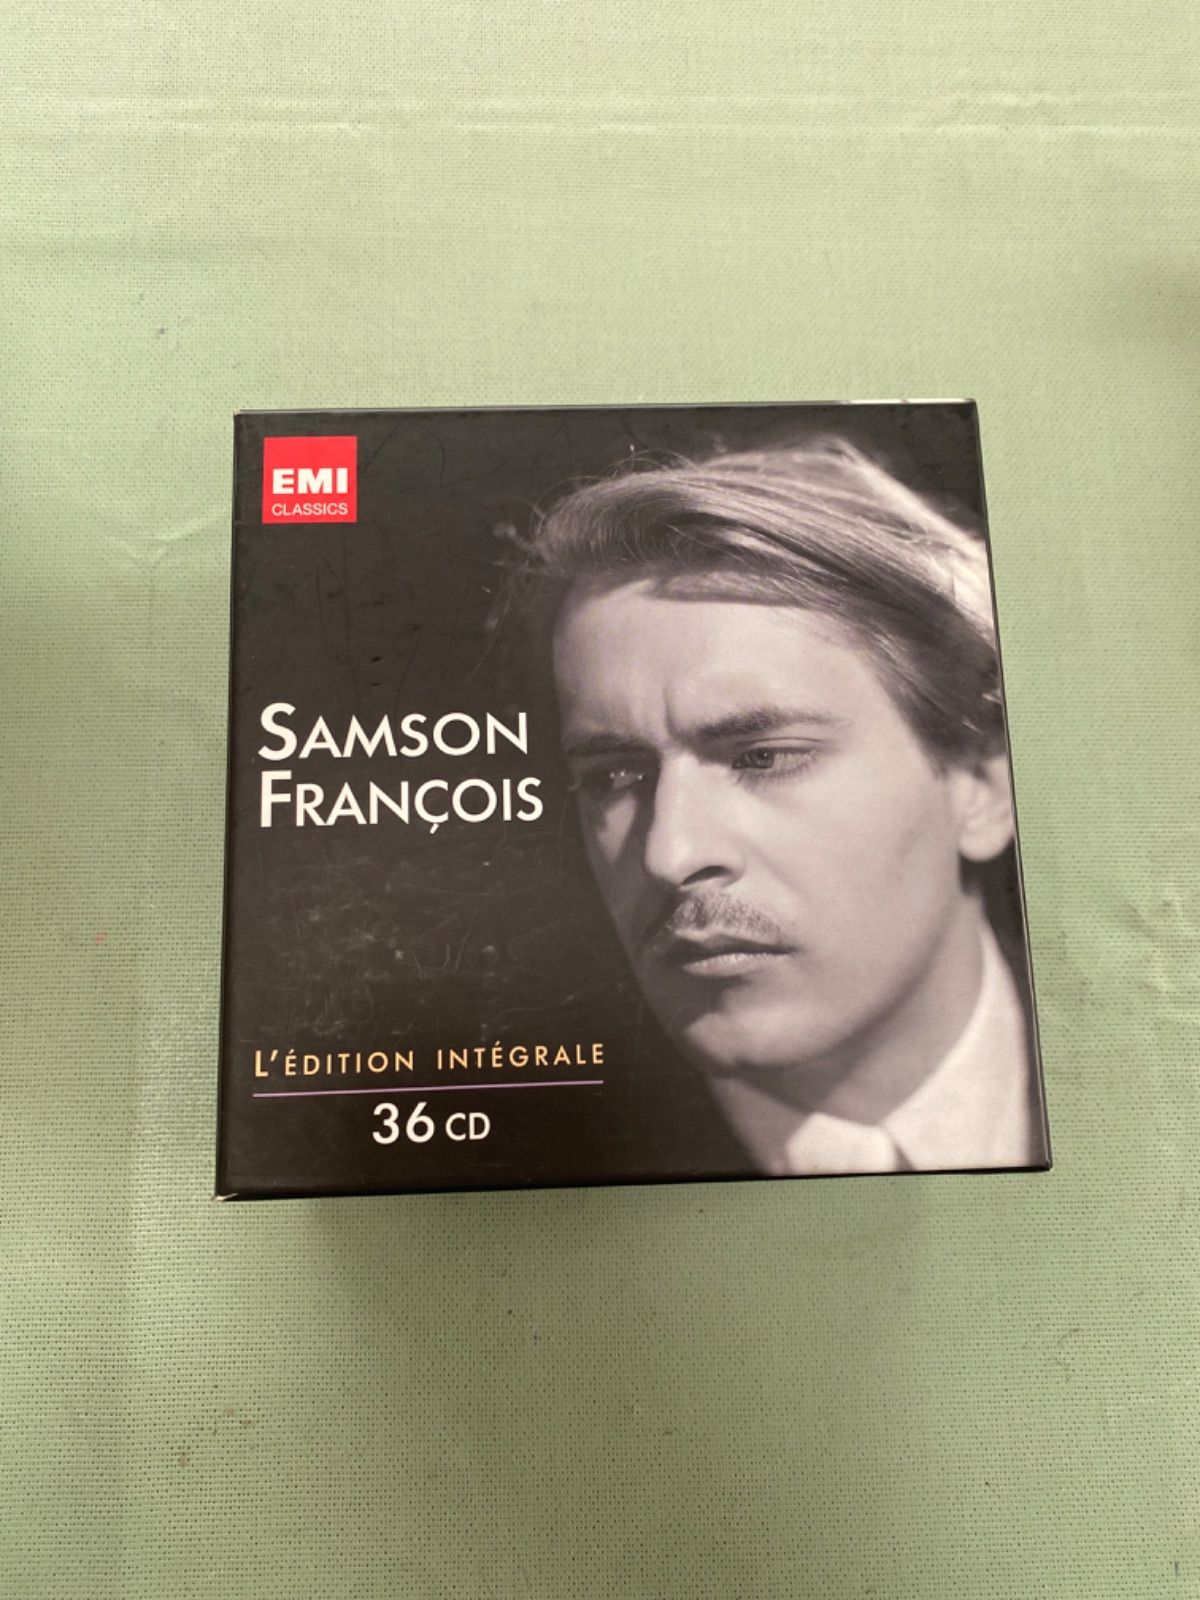 EMI
CLASSICS
SAMSON
FRANÇOIS
L'ÉDITION INTÉGRALE
36 CD